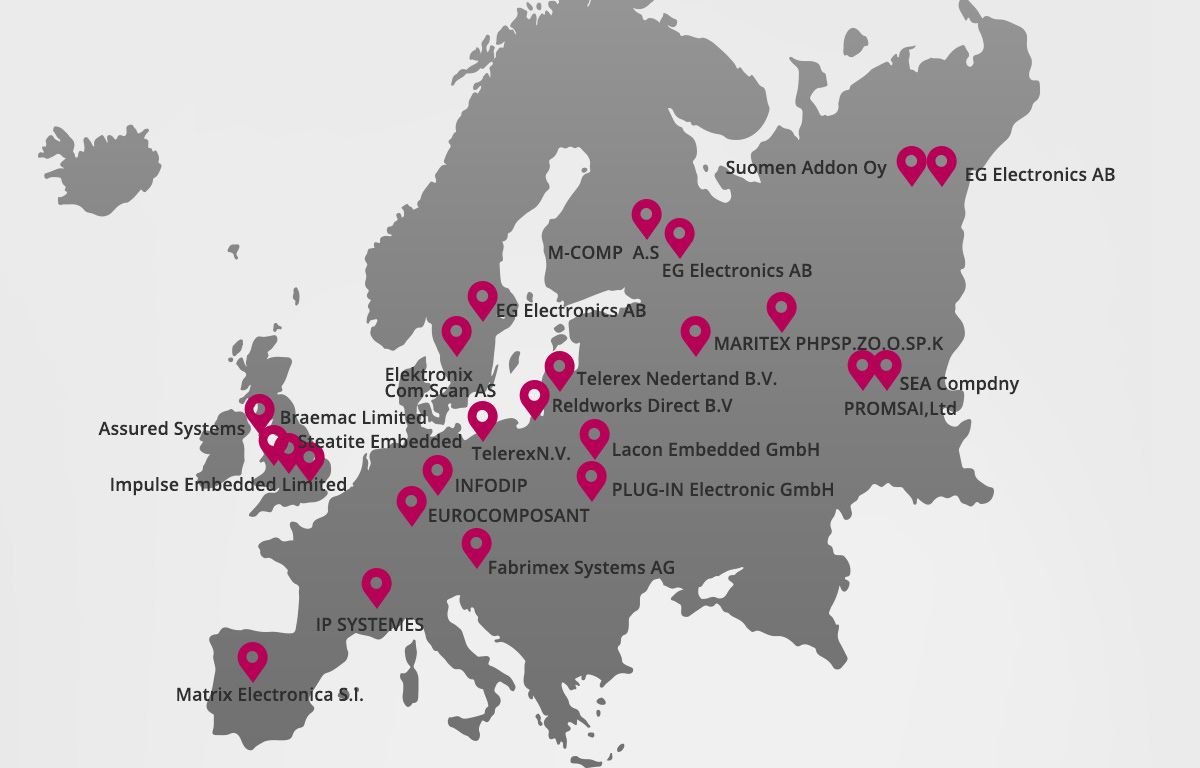 Suomen Addon Oy
EG Electronics AB
M-COMP A.S
EG Electronics AB
EG Electronics AB
MARITEX PHPSP.ZO.O.SP.K
Elektronix
Com.Scan AS
Telerex Nedertand B.V.
SEA Compdny
Reldworks Direct B.V
PROMSAI,Ltd
Braemac Limited
Assured Systems
Steatite Embedded
TelerexN.V.
Lacon Embedded GmbH
Impulse Embedded Limited
INFODIP
PLUG-IN Electronic GmbH
EUROCOMPOSANT
Fabrimex Systems AG
IP SYSTEMES
Matrix Electronica S.l.